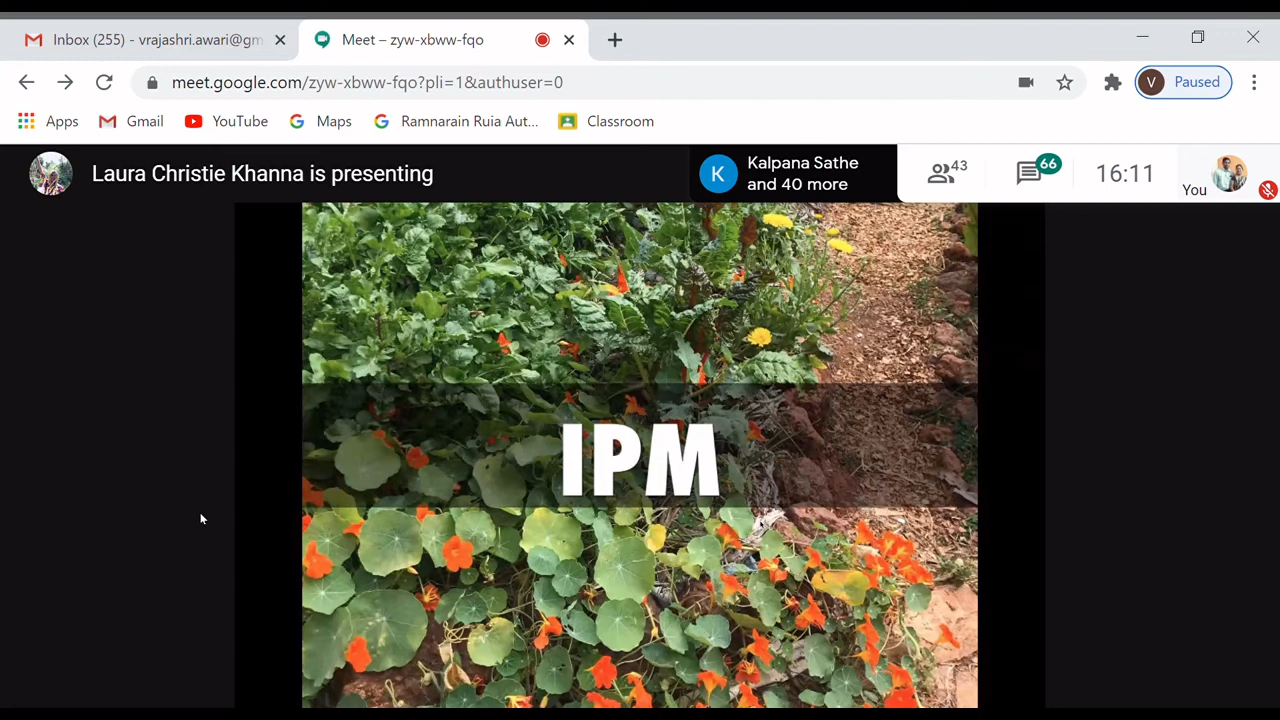 Inbox (255) - vrajashri.awari@gm
Meet – zyw-xbww-fqo
meet.google.com/zyw-xbww-fqo?pli=1&authuser=0
V
Paused
Apps
Gmail
YouTube
Maps
Ramnarain Ruia Aut...
Classroom
Laura Christie Khanna is presenting
K
Kalpana Sathe
and 40 more
43
66
16:11
You
IPM